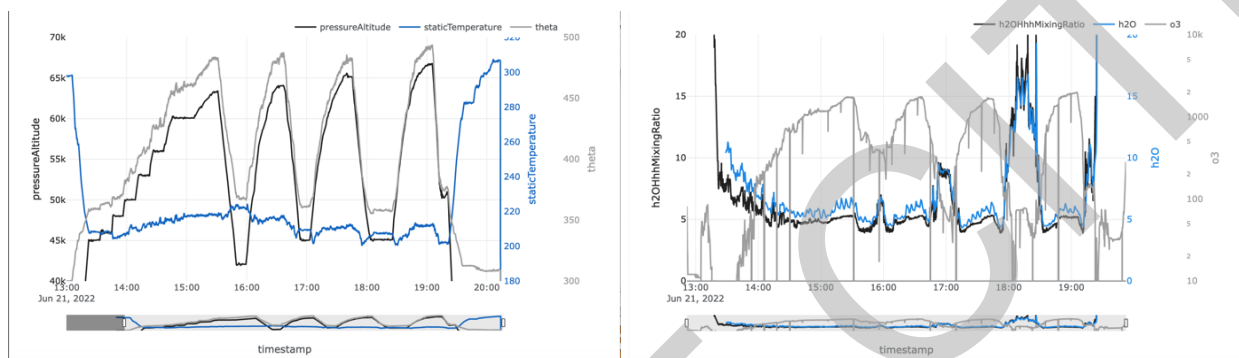 pressureAltitude staticTemperature theta
70k
65k
60k
55k
50k
45k
40k
pressureAltitude
320
300
280
260
240
220
200
180
staticTemperature
500
450
400
350
300
theta
13:00 14:00 15:00 16:00 17:00 18:00 19:00 20:00
Jun 21, 2022
timestamp
h2OHhhMixingRatio h2O o3
20
15
10
5
0
h2OHhhMixingRatio
20
15
10
5
0
h2O
10k
5
2
1000
5
2
100
5
2
10
o3
13:00 14:00 15:00 16:00 17:00 18:00 19:00
Jun 21, 2022
timestamp